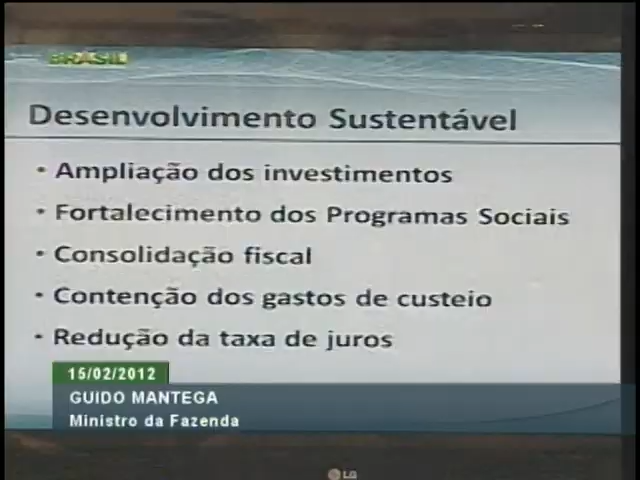 BRASIL
Desenvolvimento Sustentável
• Ampliação dos investimentos
• Fortalecimento dos Programas Sociais
• Consolidação fiscal
• Contenção dos gastos de custeio
• Redução da taxa de juros
15/02/2012
GUIDO MANTEGA
Ministro da Fazenda
LG